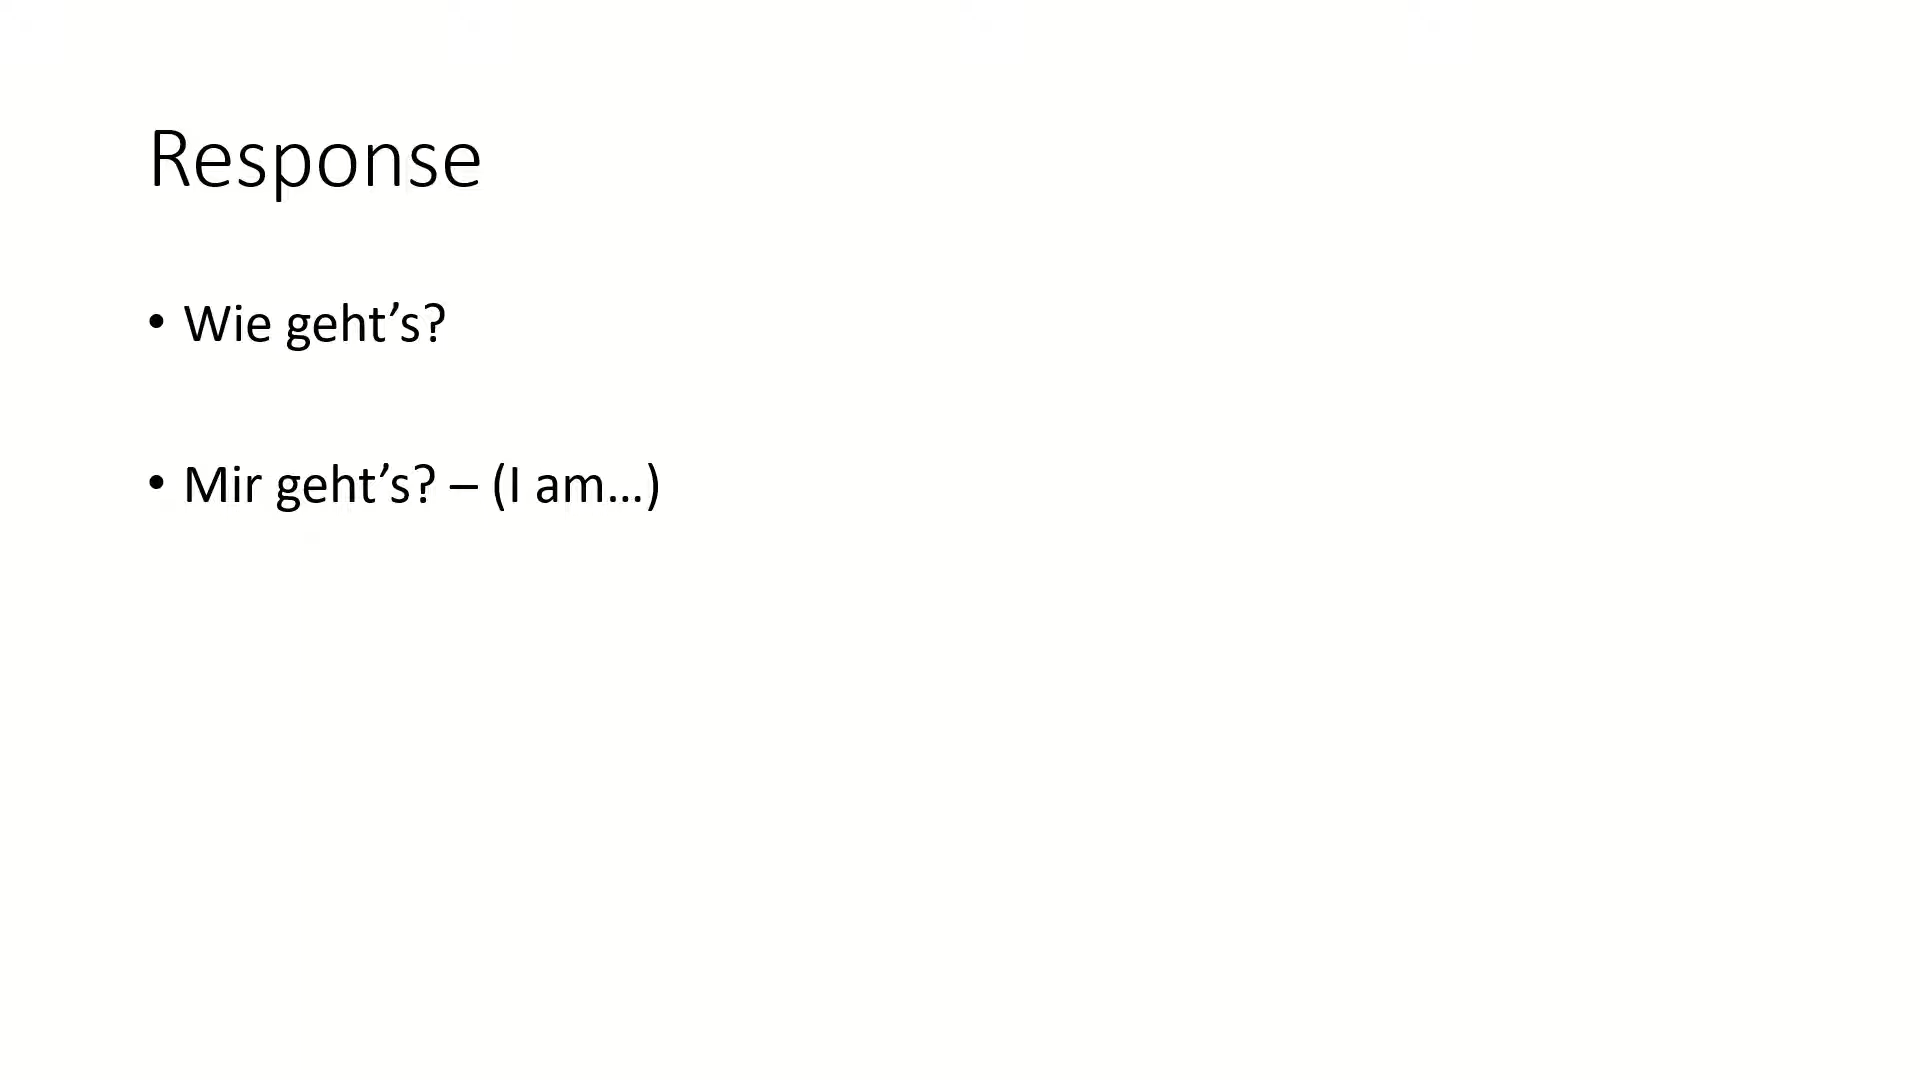 Response
• Wie geht’s?
• Mir geht’s? – (I am…)